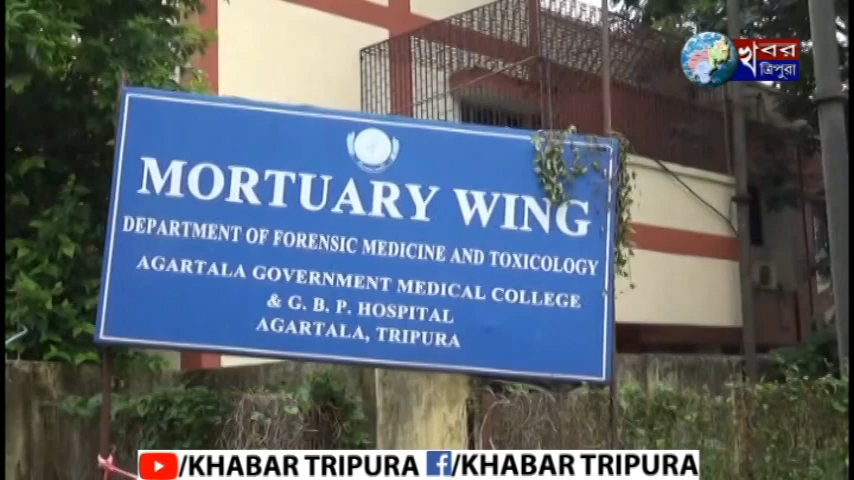 খবর
ত্রিপুরা
MORTUARY WING
DEPARTMENT OF FORENSIC MEDICINE AND TOXICOLOGY
AGARTALA GOVERNMENT MEDICAL COLLEGE
& G. B. P. HOSPITAL
AGARTALA, TRIPURA
/KHABAR TRIPURA f/KHABAR TRIPURA